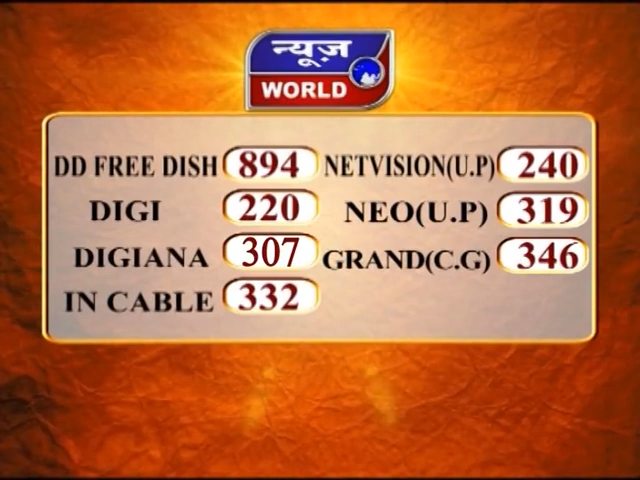 न्यूज़
WORLD
DD FREE DISH 894 NETVISION(U.P) 240
DIGI 220 NEO(U.P) 319
DIGIANA 307 GRAND(C.G) 346
IN CABLE 332